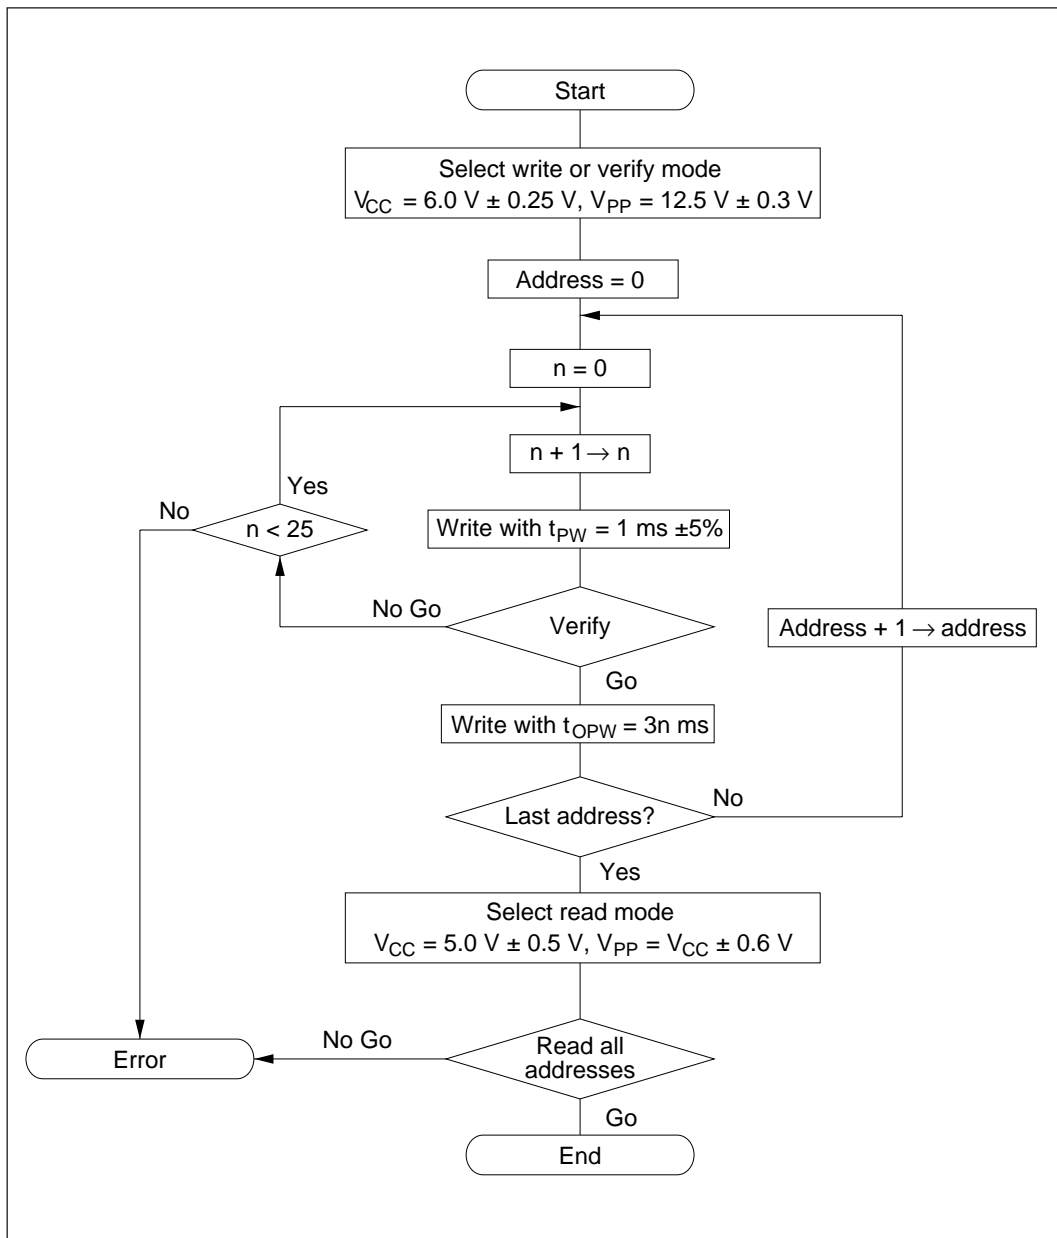 Start
Select write or verify mode
VCC = 6.0 V ± 0.25 V, VPP = 12.5 V ± 0.3 V
Address = 0
n = 0
n + 1 → n
Yes
No
n < 25
Write with tPW = 1 ms ±5%
No Go
Verify
Address + 1 → address
Go
Write with tOPW = 3n ms
Last address?
No
Yes
Select read mode
VCC = 5.0 V ± 0.5 V, VPP = VCC ± 0.6 V
No Go
Error
Read all
addresses
Go
End